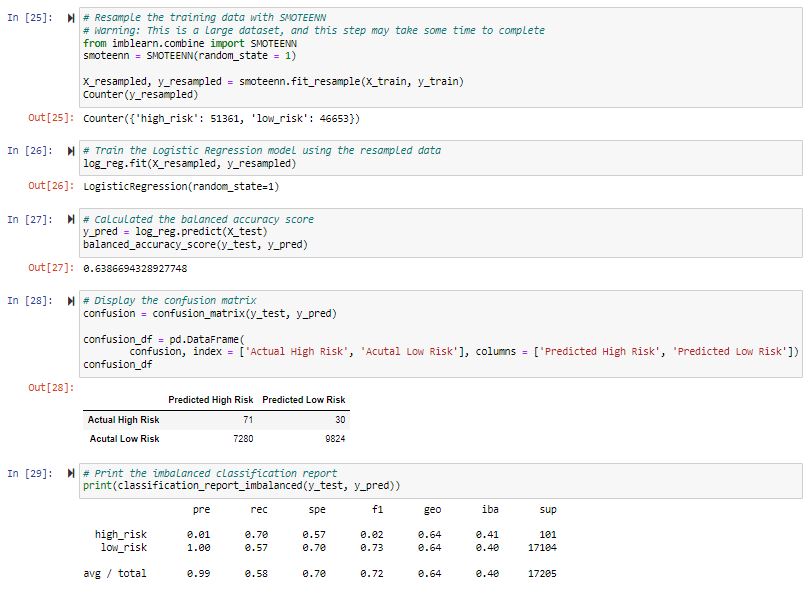 In [25]: # Resample the training data with SMOTEENN
# Warning: This is a large dataset, and this step may take some time to complete
from imblearn.combine import SMOTEENN
smoteenn = SMOTEENN(random_state = 1)
X_resampled, y_resampled = smoteenn.fit_resample(X_train, y_train)
Counter(y_resampled)
Out[25]: Counter({'high_risk': 51361, 'low_risk': 46653})
In [26]: # Train the Logistic Regression model using the resampled data
log_reg.fit(X_resampled, y_resampled)
Out[26]: LogisticRegression(random_state=1)
In [27]: # Calculated the balanced accuracy score
y_pred = log_reg.predict(X_test)
balanced_accuracy_score(y_test, y_pred)
Out[27]: 0.6386694328927748
In [28]: # Display the confusion matrix
confusion = confusion_matrix(y_test, y_pred)
confusion_df = pd.DataFrame(
confusion, index = ['Actual High Risk', 'Acutal Low Risk'], columns = ['Predicted High Risk', 'Predicted Low Risk'])
confusion_df
Out[28]:
Predicted High Risk Predicted Low Risk
Actual High Risk 71 30
Acutal Low Risk 7280 9824
In [29]: # Print the imbalanced classification report
print(classification_report_imbalanced(y_test, y_pred))
pre rec spe f1 geo iba sup
high_risk 0.01 0.70 0.57 0.02 0.64 0.41 101
low_risk 1.00 0.57 0.70 0.73 0.64 0.40 17104
avg / total 0.99 0.58 0.70 0.72 0.64 0.40 17205